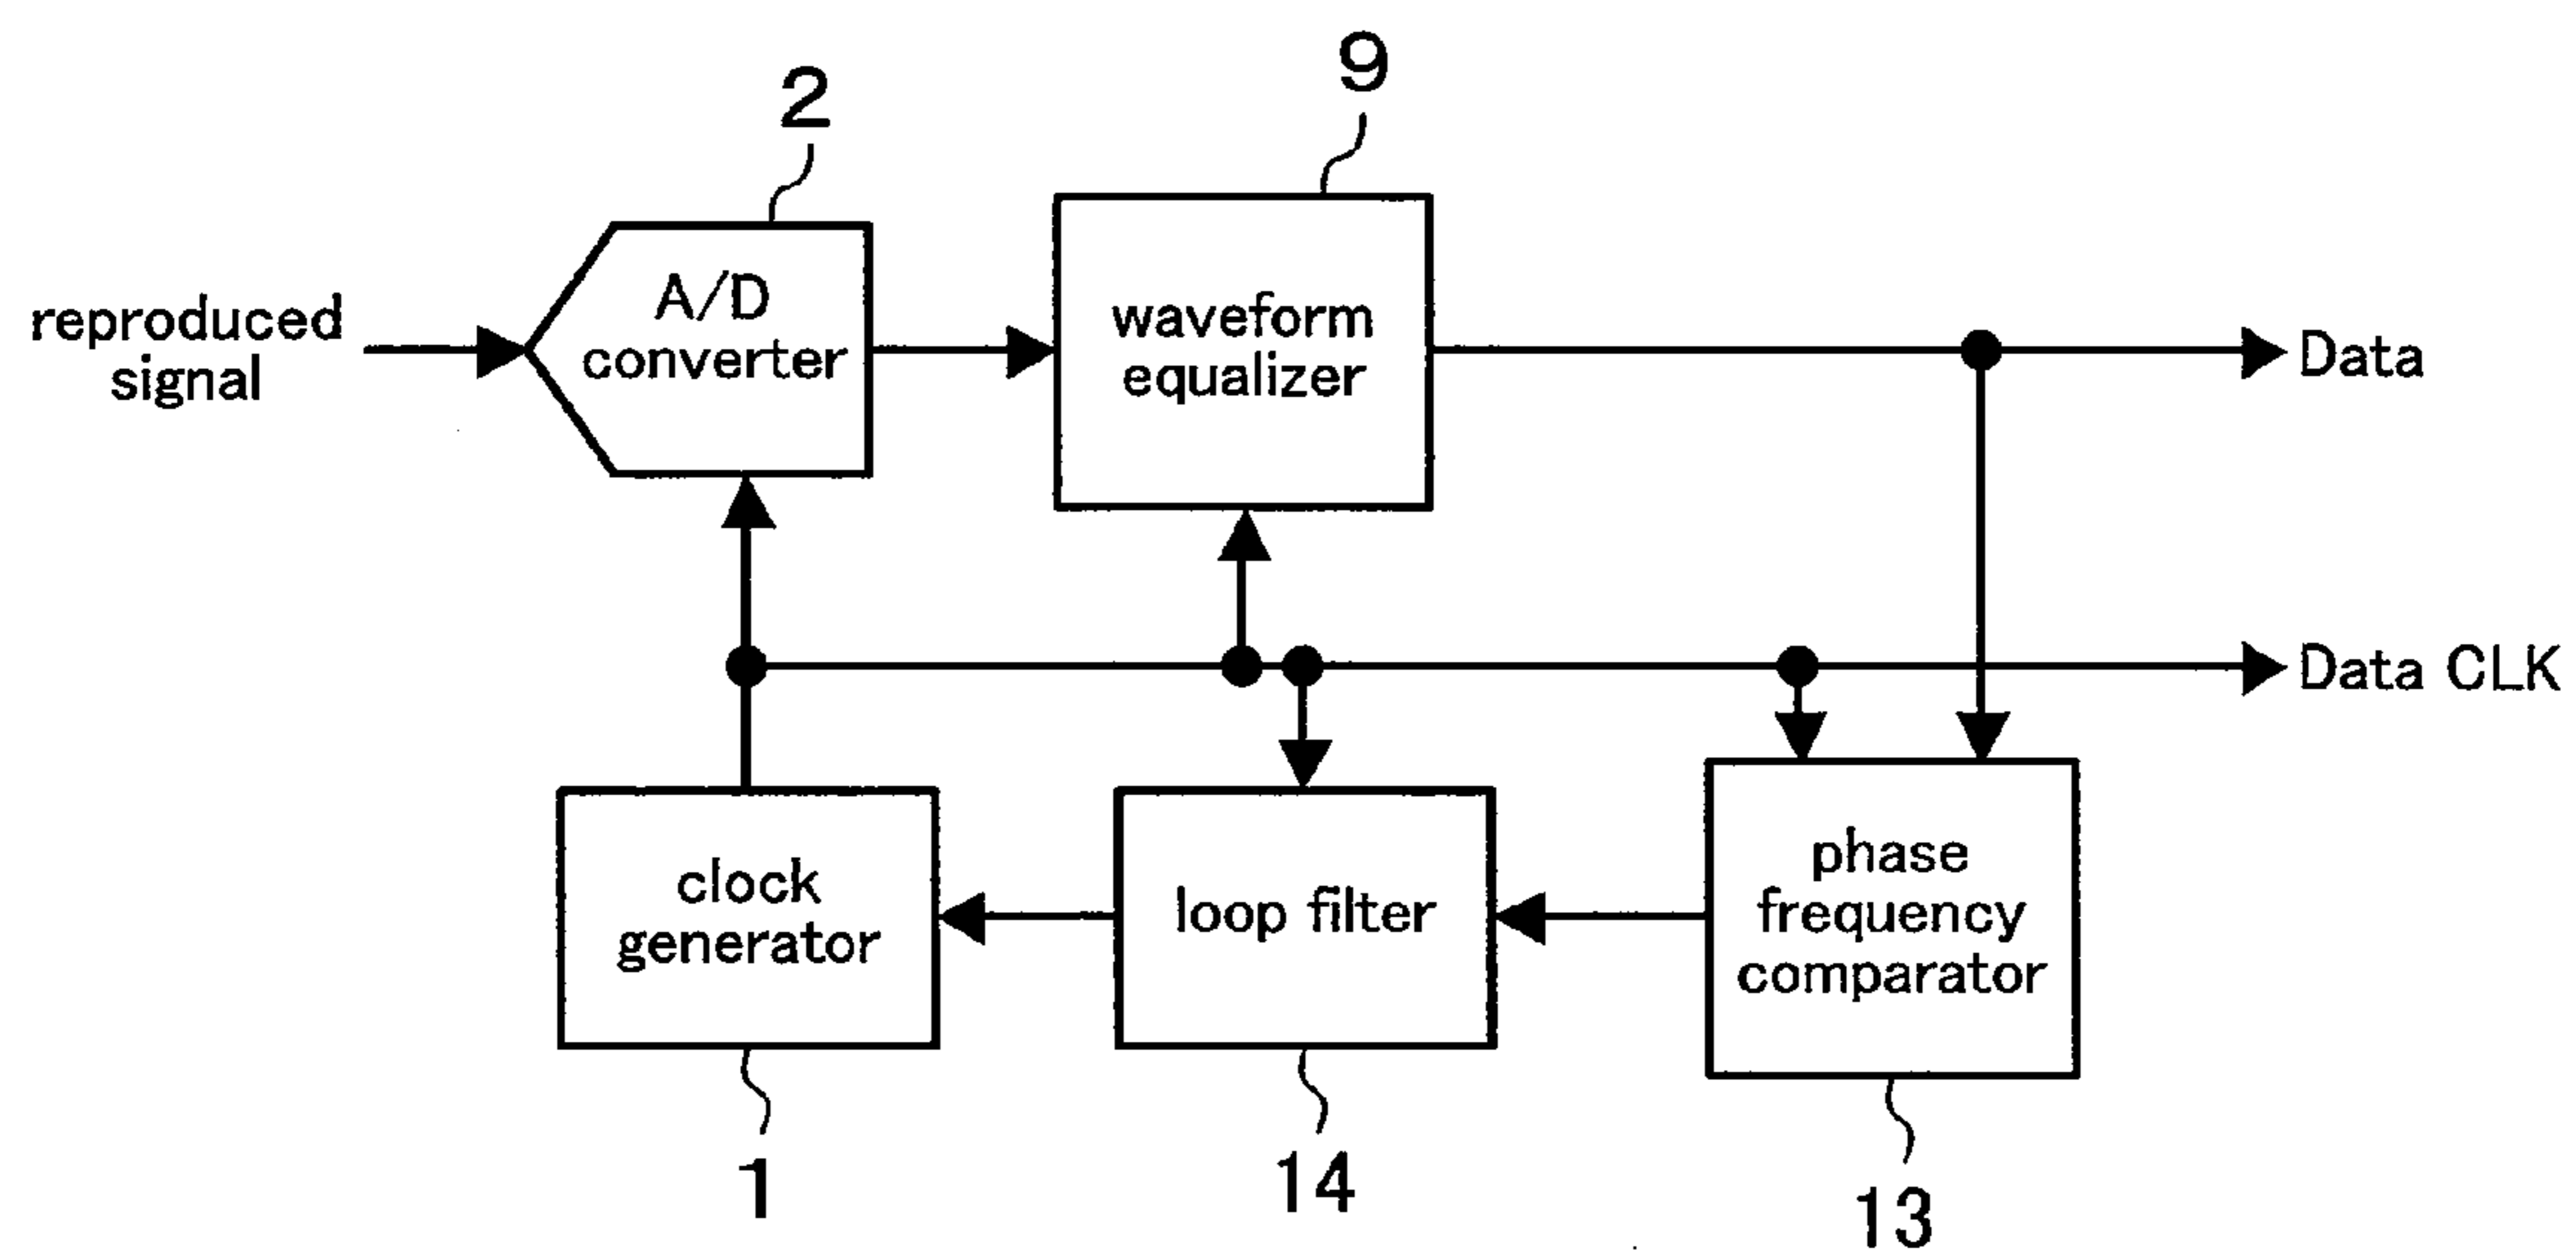 9
2
reproduced
signal
A/D
converter
waveform
equalizer
Data
Data CLK
clock
generator
loop filter
phase
frequency
comparator
1
14
13